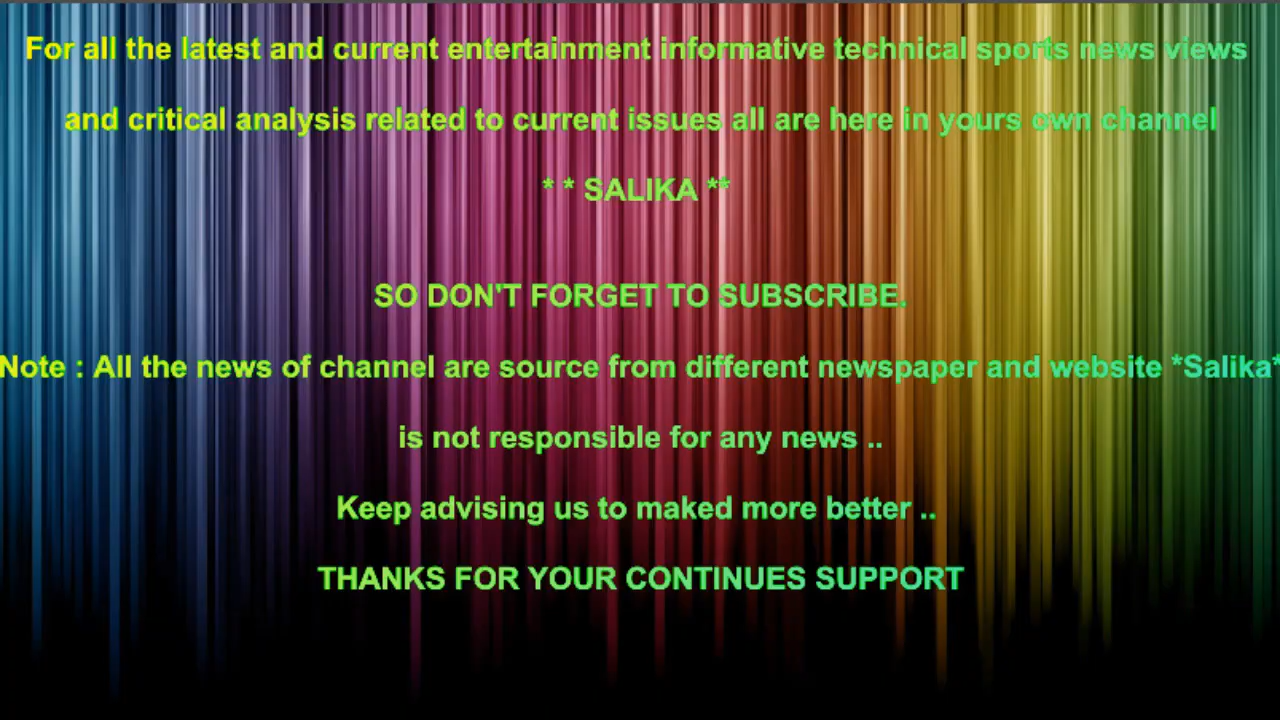 For all the latest and current entertainment informative technical sports news views
and critical analysis related to current issues all are here in yours own channel
* * SALIKA **
SO DON'T FORGET TO SUBSCRIBE.
Note : All the news of channel are source from different newspaper and website *Salika*
is not responsible for any news ..
Keep advising us to maked more better ..
THANKS FOR YOUR CONTINUES SUPPORT